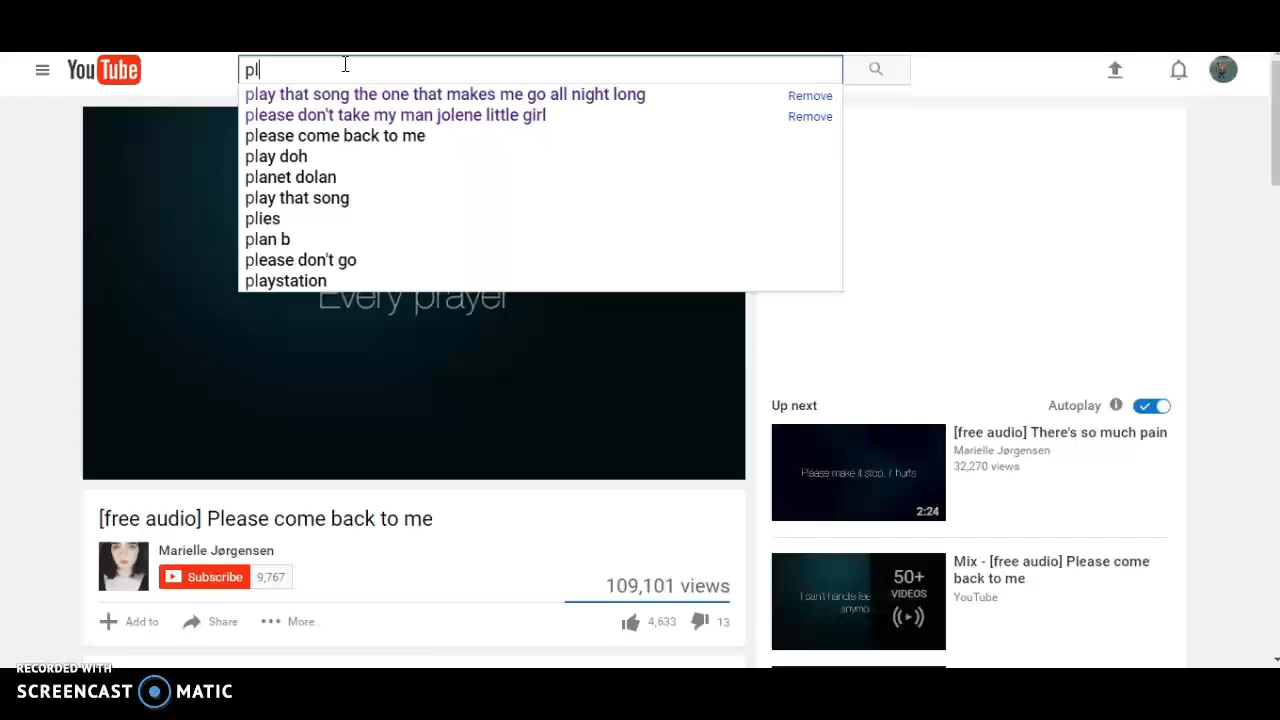 YouTube
pl
play that song the one that makes me go all night long Remove
please don't take my man jolene little girl Remove
please come back to me
play doh
planet dolan
play that song
plies
plan b
please don't go
playstation
Every prayer
Up next Autoplay
[free audio] There's so much pain
Marielle Jørgensen
32,270 views
Please make it stop, it hurts
2:24
[free audio] Please come back to me
Marielle Jørgensen
Subscribe 9,767
109,101 views
Add to Share More 4,633 13
Mix - [free audio] Please come
back to me
YouTube
50+
VIDEOS
I can't handle
anymo
RECORDED WITH
SCREENCAST MATIC